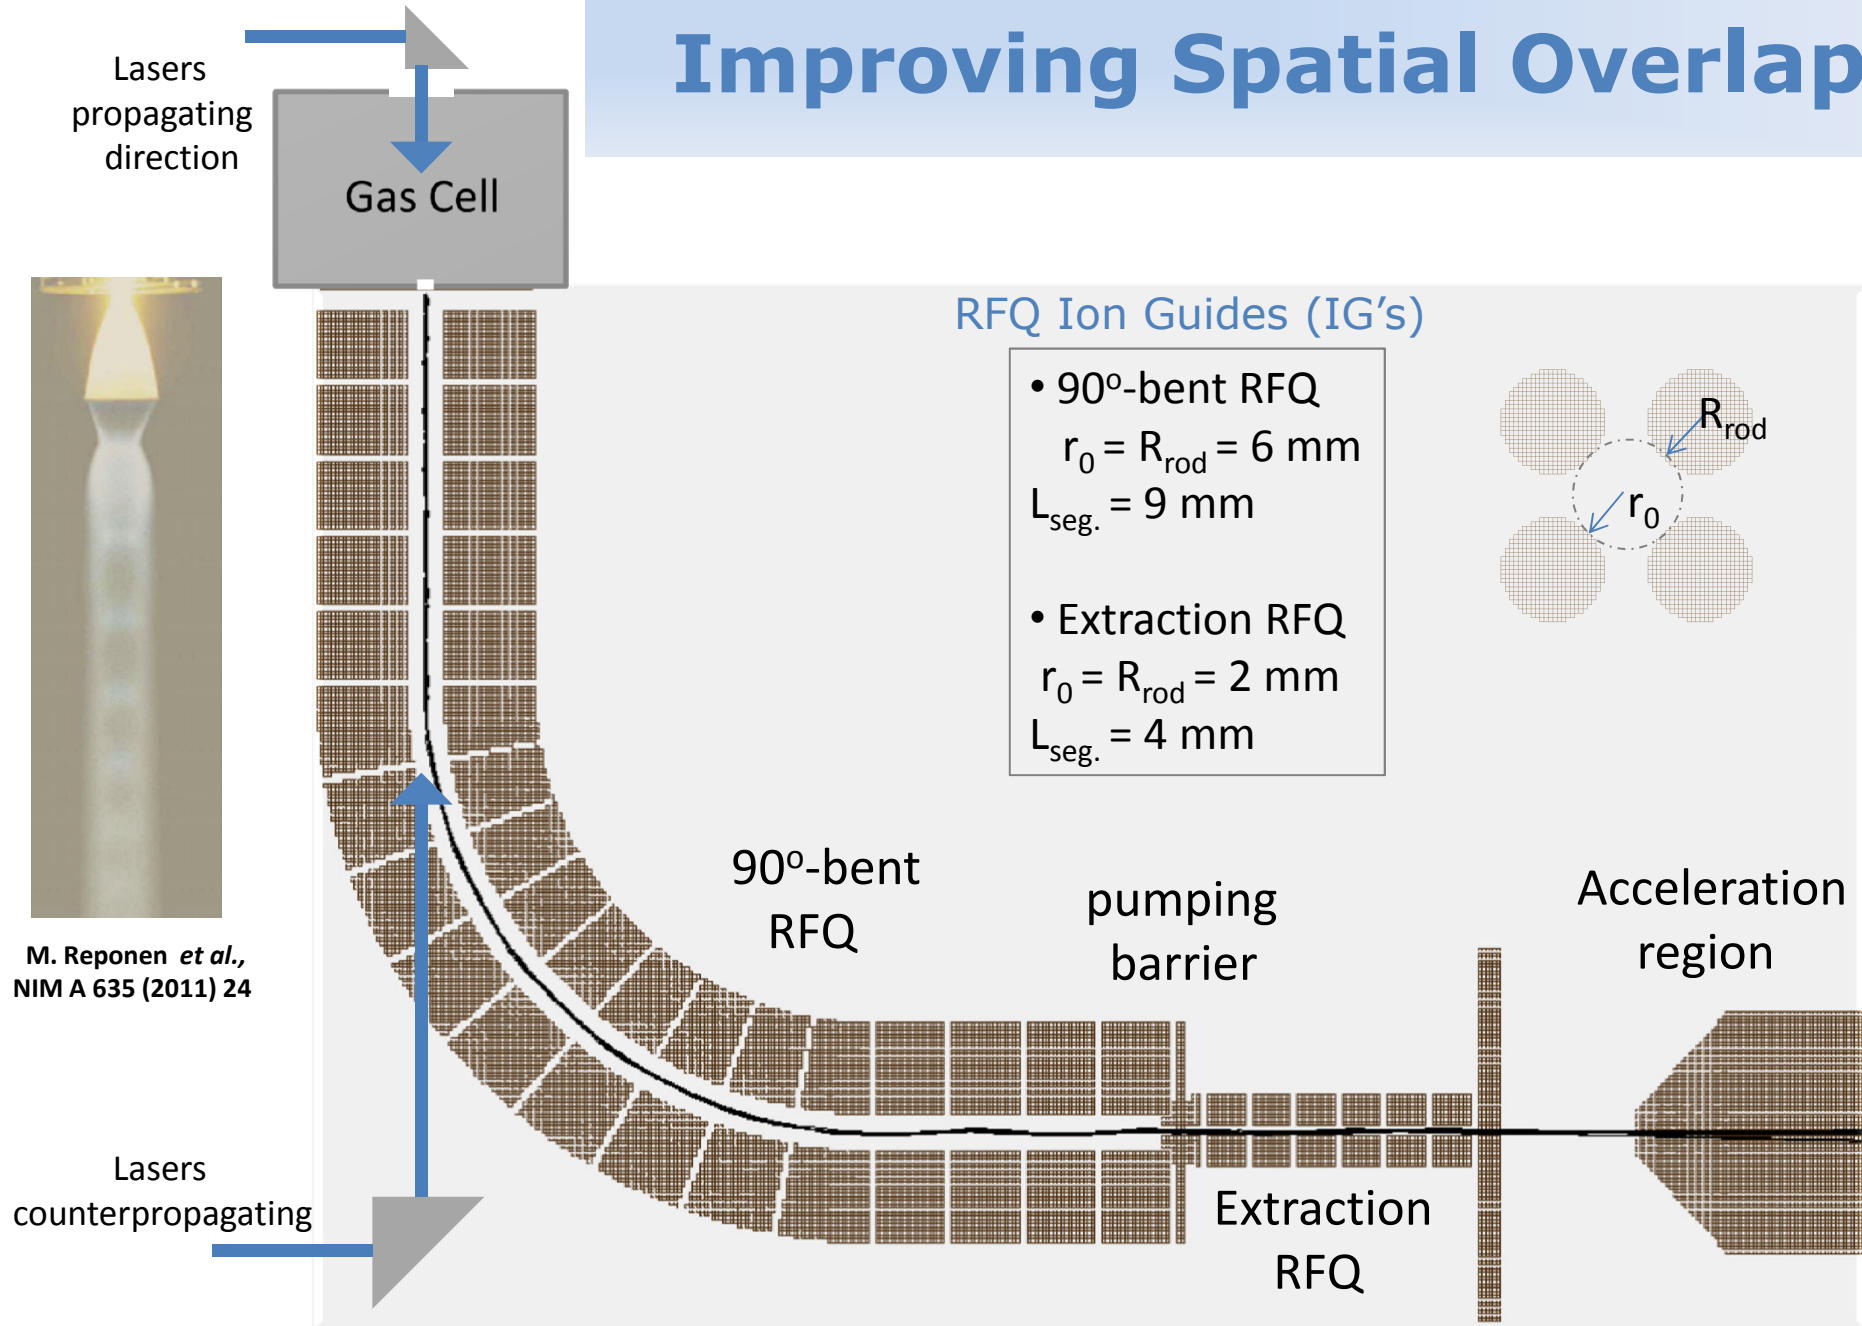 Improving Spatial Overlap
Lasers
propagating
direction
Gas Cell
RFQ Ion Guides (IG's)
• 90º-bent RFQ
r0 = Rrod = 6 mm
Lseg. = 9 mm
• Extraction RFQ
r0 = Rrod = 2 mm
Lseg. = 4 mm
Rrod
r0
90º-bent
RFQ
pumping
barrier
Acceleration
region
M. Reponen et al.,
NIM A 635 (2011) 24
Lasers
counterpropagating
Extraction
RFQ